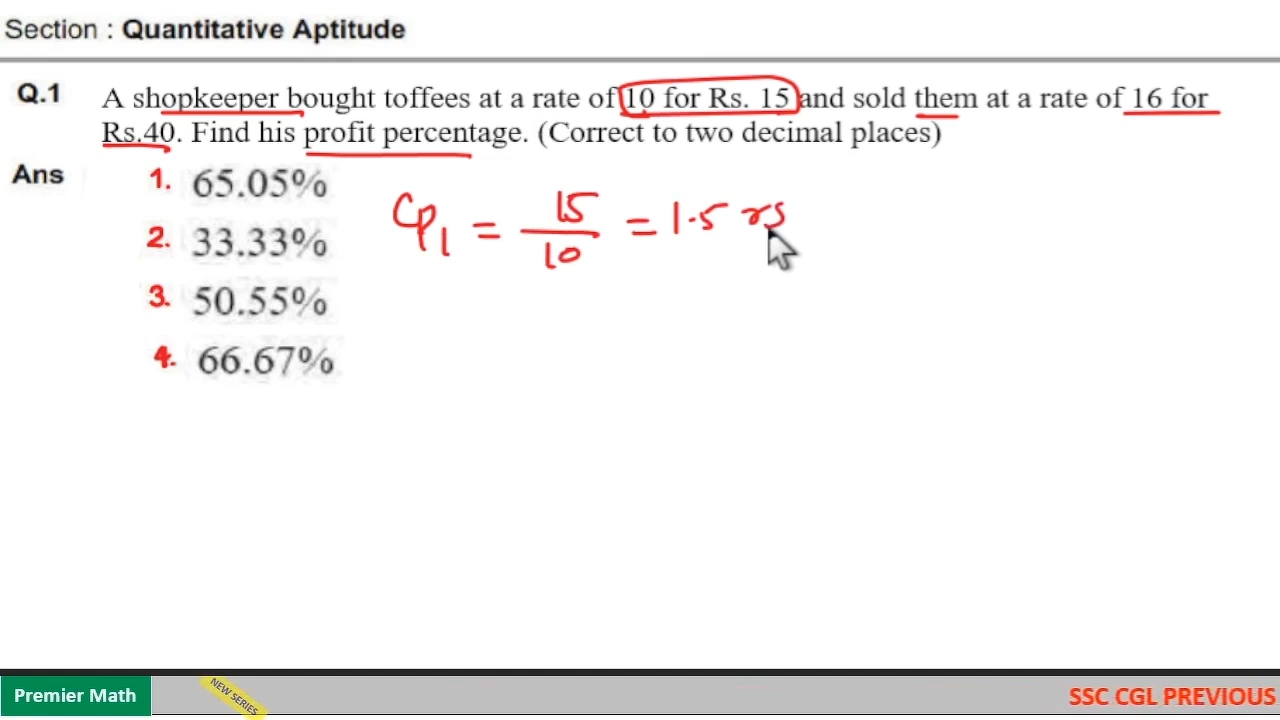 Section : Quantitative Aptitude
Q.1 A shopkeeper bought toffees at a rate of 10 for Rs. 15 and sold them at a rate of 16 for
Rs.40. Find his profit percentage. (Correct to two decimal places)
Ans 1. 65.05%
2. 33.33%
3. 50.55%
4. 66.67%
CP1 = 15/10 = 1.5 rs
Premier Math
NEW SERIES
SSC CGL PREVIOUS